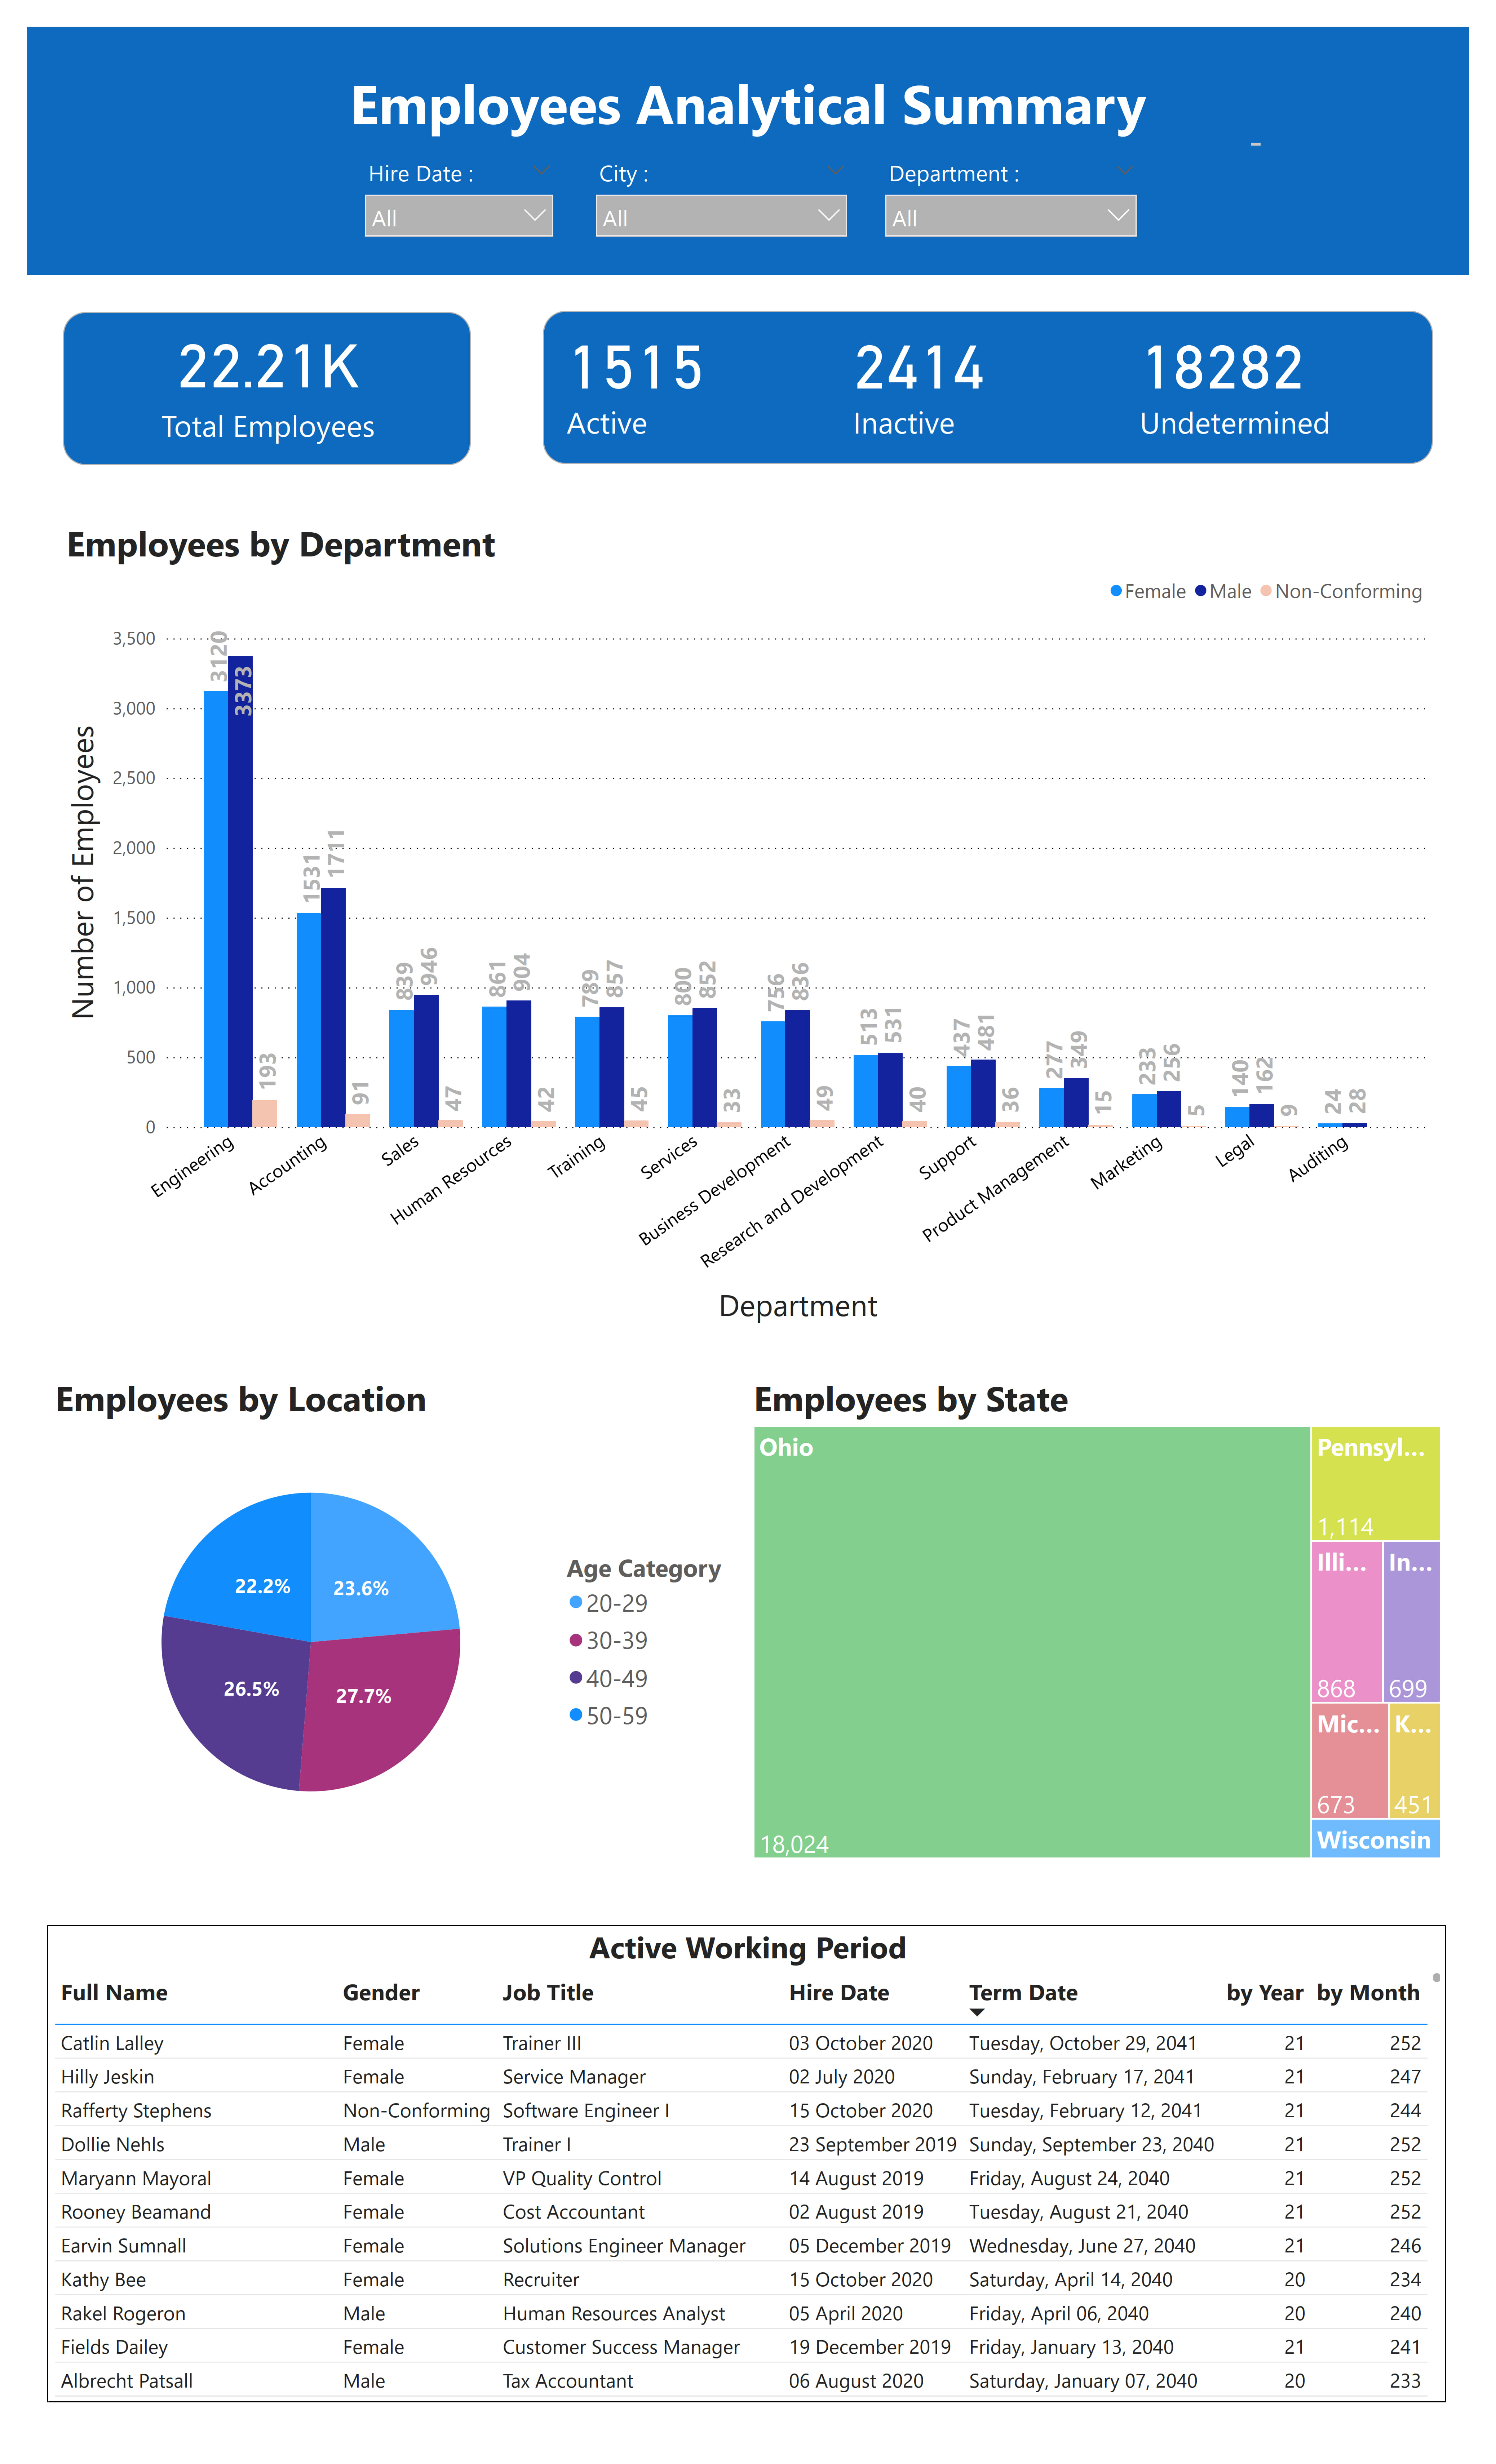 Employees Analytical Summary
Hire Date : City : Department :
All All All
22.21K 1515 2414 18282
Total Employees Active Inactive Undetermined
Employees by Department
Female Male Non-Conforming
Number of Employees
3,500
3,000
2,500
2,000
1,500
1,000
500
0
3120 3373 193
1531 1711 91
839 946 47
861 904 42
789 857 45
800 852 33
756 836 49
513 531 40
437 481 36
277 349 15
233 256 5
140 162 9
24 28
Engineering
Accounting
Sales
Human Resources
Training
Services
Business Development
Research and Development
Support
Product Management
Marketing
Legal
Auditing
Department
Employees by Location
22.2% 23.6%
26.5% 27.7%
Age Category
20-29
30-39
40-49
50-59
Employees by State
Ohio
18,024
Pennsyl...
1,114
Illi... In...
868 699
Mic... K...
673 451
Wisconsin
Active Working Period
Full Name Gender Job Title Hire Date Term Date by Year by Month
Catlin Lalley Female Trainer III 03 October 2020 Tuesday, October 29, 2041 21 252
Hilly Jeskin Female Service Manager 02 July 2020 Sunday, February 17, 2041 21 247
Rafferty Stephens Non-Conforming Software Engineer I 15 October 2020 Tuesday, February 12, 2041 21 244
Dollie Nehls Male Trainer I 23 September 2019 Sunday, September 23, 2040 21 252
Maryann Mayoral Female VP Quality Control 14 August 2019 Friday, August 24, 2040 21 252
Rooney Beamand Female Cost Accountant 02 August 2019 Tuesday, August 21, 2040 21 252
Earvin Sumnall Female Solutions Engineer Manager 05 December 2019 Wednesday, June 27, 2040 21 246
Kathy Bee Female Recruiter 15 October 2020 Saturday, April 14, 2040 20 234
Rakel Rogeron Male Human Resources Analyst 05 April 2020 Friday, April 06, 2040 20 240
Fields Dailey Female Customer Success Manager 19 December 2019 Friday, January 13, 2040 21 241
Albrecht Patsall Male Tax Accountant 06 August 2020 Saturday, January 07, 2040 20 233